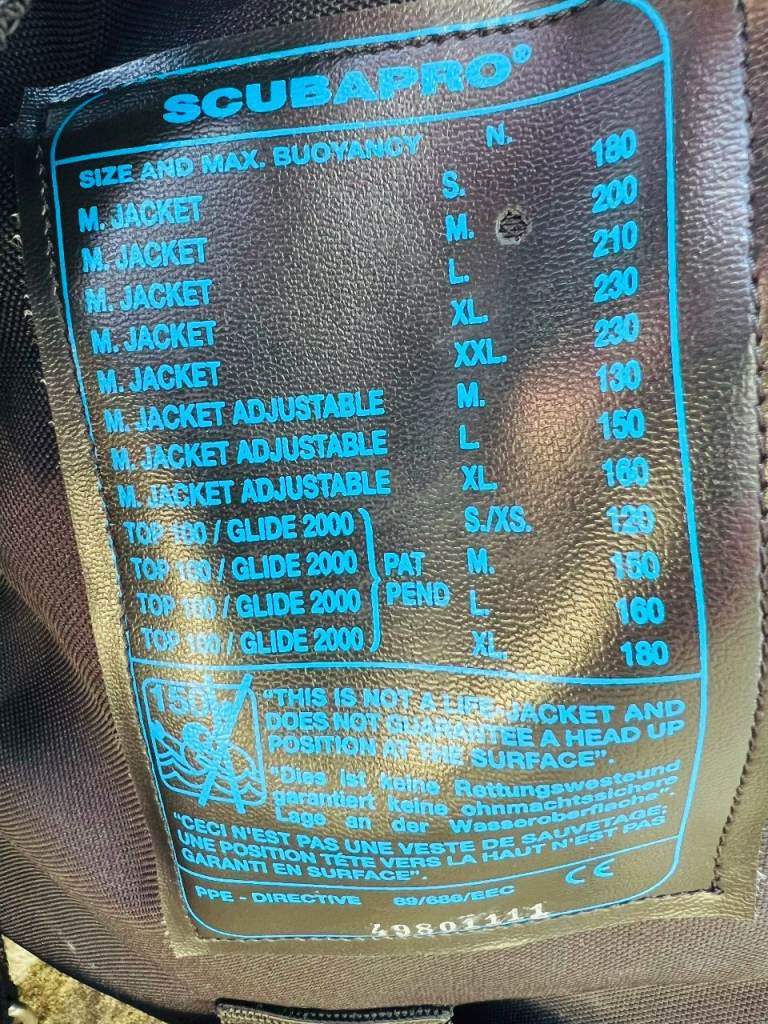 SCUBAPRO®
SIZE AND MAX. BUOYANCY N.
M. JACKET S. 180
M. JACKET M. 200
M. JACKET L. 210
M. JACKET XL. 230
M. JACKET XXL. 230
M. JACKET ADJUSTABLE M. 130
M. JACKET ADJUSTABLE L. 150
M. JACKET ADJUSTABLE XL. 160
TOP 100 / GLIDE 2000 S./XS. 120
TOP 100 / GLIDE 2000 PAT M. 150
TOP 100 / GLIDE 2000 PEND L. 160
TOP 100 / GLIDE 2000 XL. 180
150
"THIS IS NOT A LIFE JACKET AND
DOES NOT GUARANTEE A HEAD UP
POSITION AT THE SURFACE".
"Dies ist keine Rettungswesteund
garantiert keine ohnmachtssichere
Lage an der Wasseroberflache",
"CECI N'EST PAS UNE VESTE DE SAUVETAGE;
UNE POSITION TÊTE VERS LA HAUT N'EST PAS
GARANTI EN SURFACE".
PPE - DIRECTIVE 89/686/EEC CE
49801111